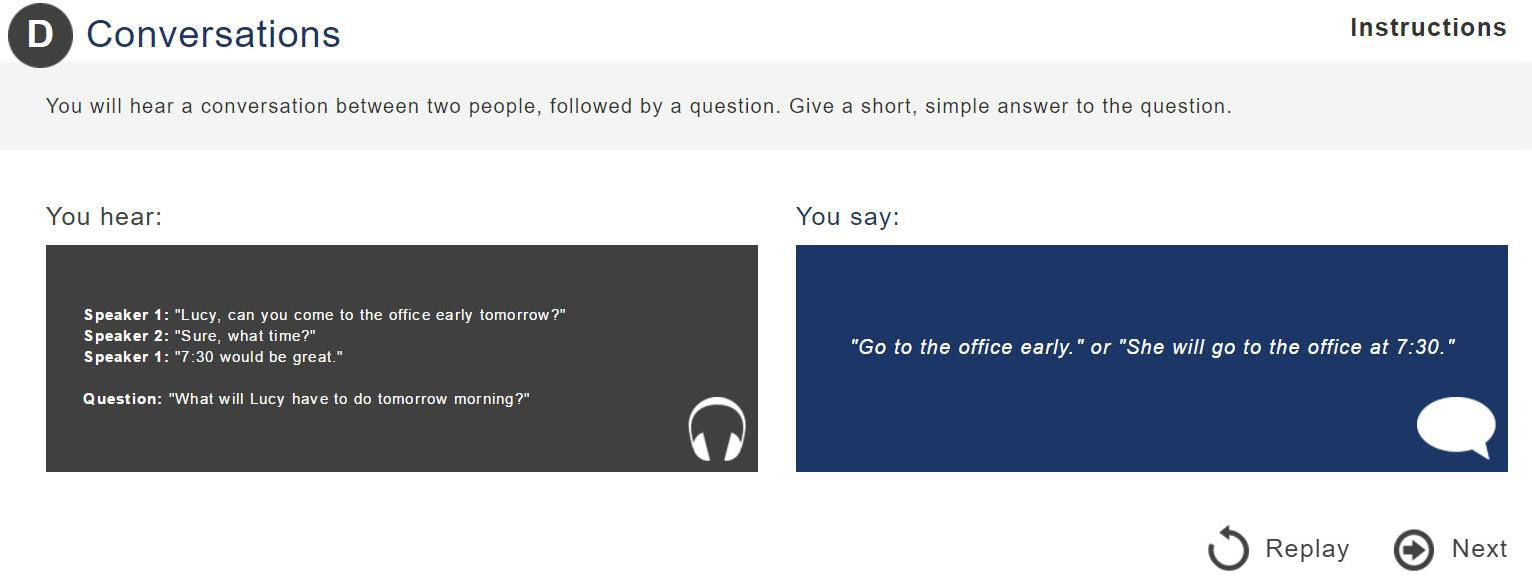 D Conversations
Instructions
You will hear a conversation between two people, followed by a question. Give a short, simple answer to the question.
You hear:
Speaker 1: "Lucy, can you come to the office early tomorrow?"
Speaker 2: "Sure, what time?"
Speaker 1: "7:30 would be great."
Question: "What will Lucy have to do tomorrow morning?"
You say:
"Go to the office early." or "She will go to the office at 7:30."
Replay
Next